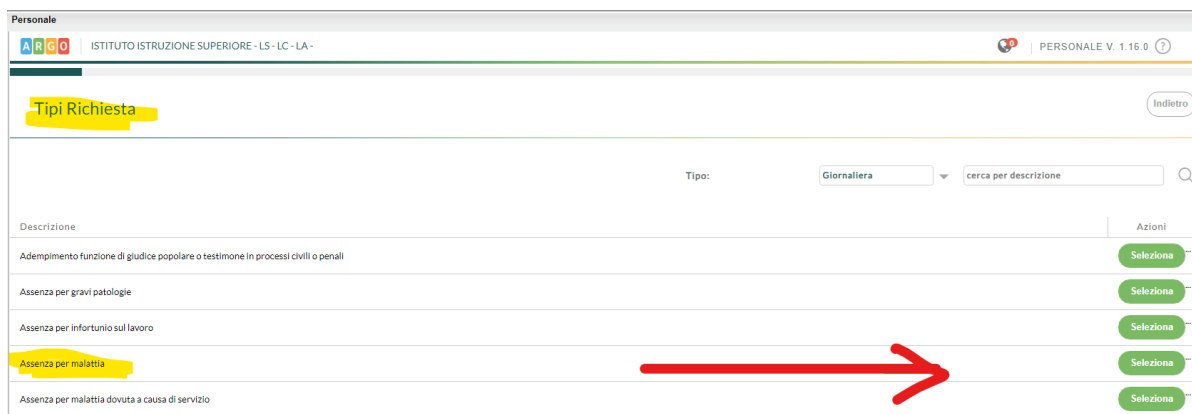 Personale
ARGO ISTITUTO ISTRUZIONE SUPERIORE - LS - LC - LA - 0 PERSONALE V. 1.16.0 ?
Tipi Richiesta Indietro
Tipo: Giornaliera cerca per descrizione
Descrizione Azioni
Adempimento funzione di giudice popolare o testimone in processi civili o penali Seleziona
Assenza per gravi patologie Seleziona
Assenza per infortunio sul lavoro Seleziona
Assenza per malattia Seleziona
Assenza per malattia dovuta a causa di servizio Seleziona